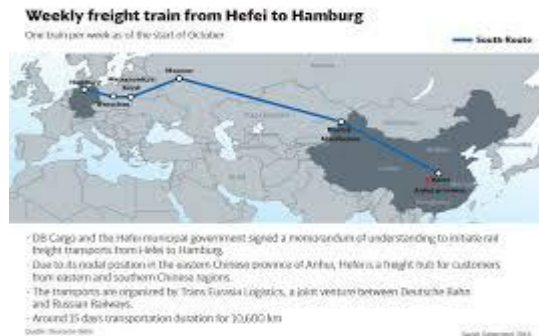 Weekly freight train from Hefei to Hamburg
One train per week as of the start of October
South Route
Hamburg
Moscow
Warschau
Hefei
Anhui province
- DB Cargo and the Hefei municipal government signed a memorandum of understanding to initiate rail
freight transports from Hefei to Hamburg.
- Due to its nodal position in the eastern Chinese province of Anhui, Hefei is a freight hub for customers
from eastern and southern Chinese regions.
- The transports are organized by Trans Eurasia Logistics, a joint venture between Deutsche Bahn
and Russian Railways.
- Around 15 days transportation duration for 10,600 km